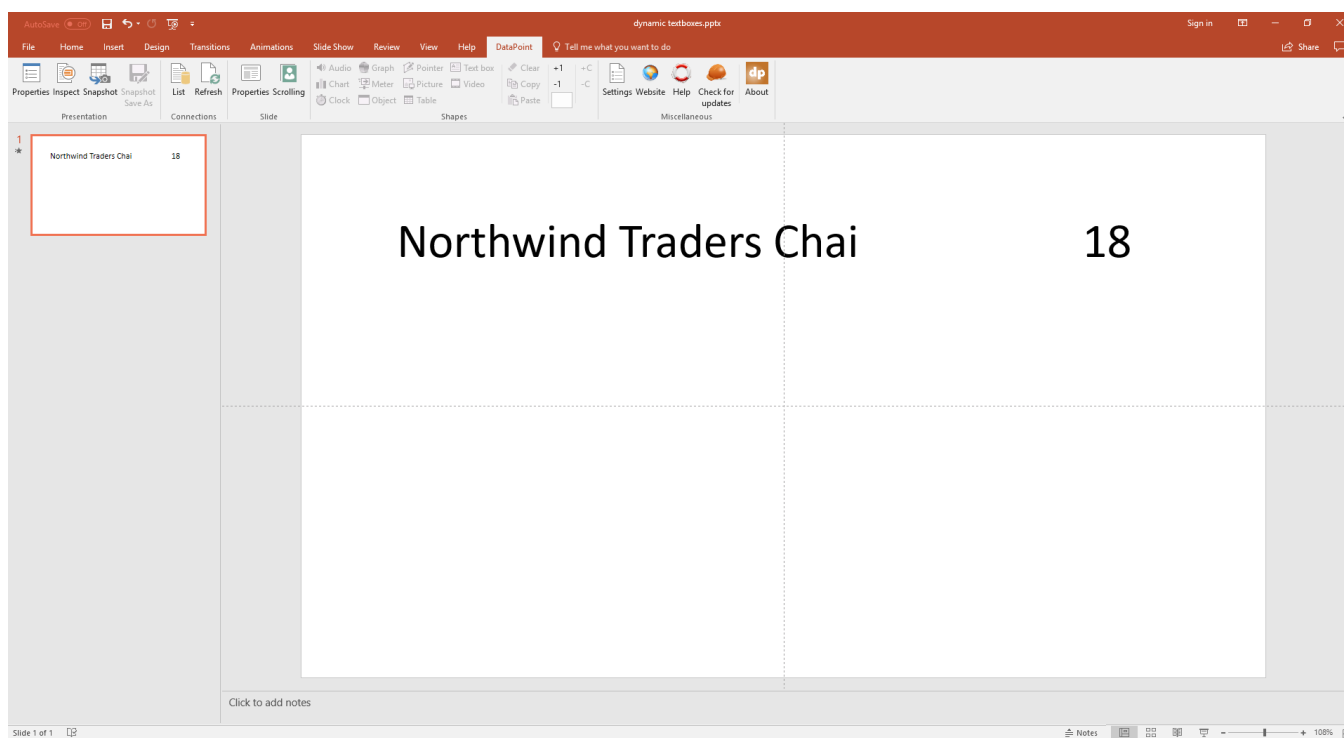 AutoSave Off dynamic textboxes.pptx Sign in
File Home Insert Design Transitions Animations Slide Show Review View Help DataPoint Tell me what you want to do Share
Properties Inspect Snapshot Snapshot Save As List Refresh Properties Scrolling
Audio Graph Pointer Text box Clear +1 +C
Chart Meter Picture Video Copy -1 -C
Clock Object Table Paste
Settings Website Help Check for updates dp About
Presentation Connections Slide Shapes Miscellaneous
1
Northwind Traders Chai 18
Northwind Traders Chai 18
Click to add notes
Slide 1 of 1 Notes 108%